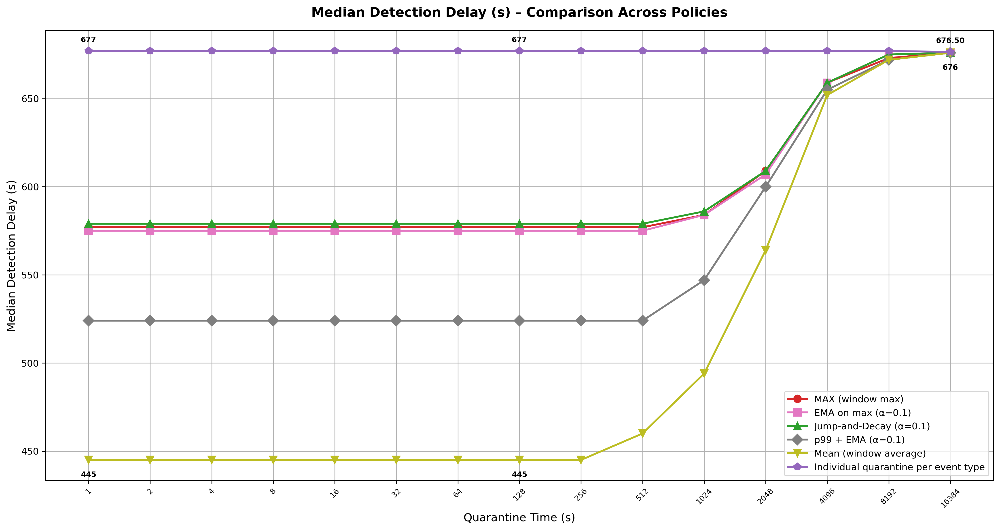 Median Detection Delay (s) – Comparison Across Policies
677
677
676.50
676
445
445
Median Detection Delay (s)
650
600
550
500
450
1
2
4
8
16
32
64
128
256
512
1024
2048
4096
8192
16384
Quarantine Time (s)
MAX (window max)
EMA on max (α=0.1)
Jump-and-Decay (α=0.1)
p99 + EMA (α=0.1)
Mean (window average)
Individual quarantine per event type